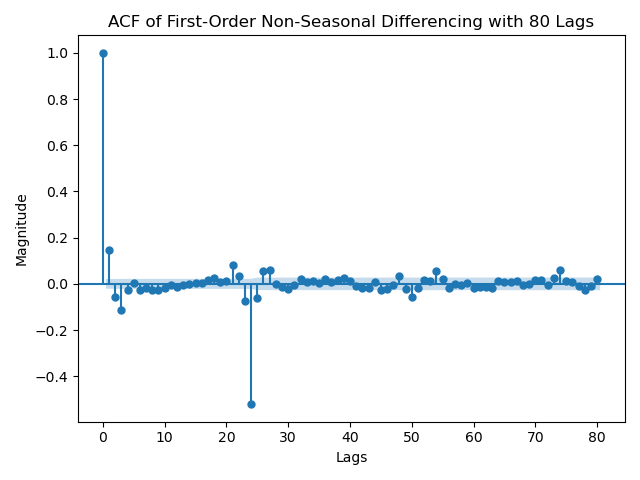 ACF of First-Order Non-Seasonal Differencing with 80 Lags
1.0
0.8
0.6
0.4
0.2
0.0
−0.2
−0.4
Magnitude
0 10 20 30 40 50 60 70 80
Lags